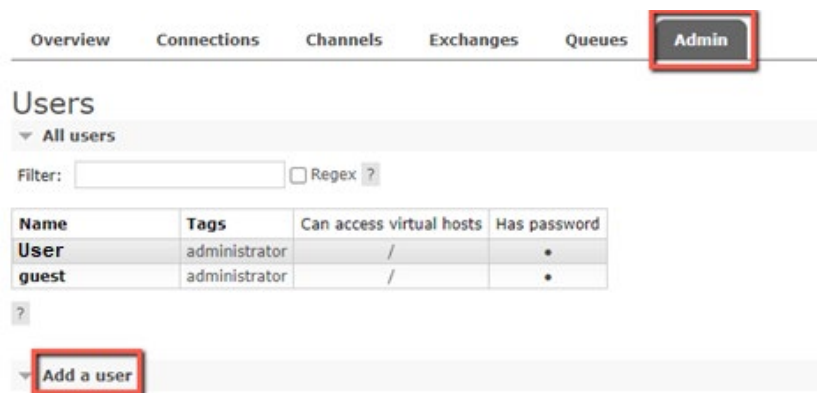 Overview Connections Channels Exchanges Queues Admin
Users
All users
Filter: Regex ?
Name Tags Can access virtual hosts Has password
User administrator / •
guest administrator / •
?
Add a user